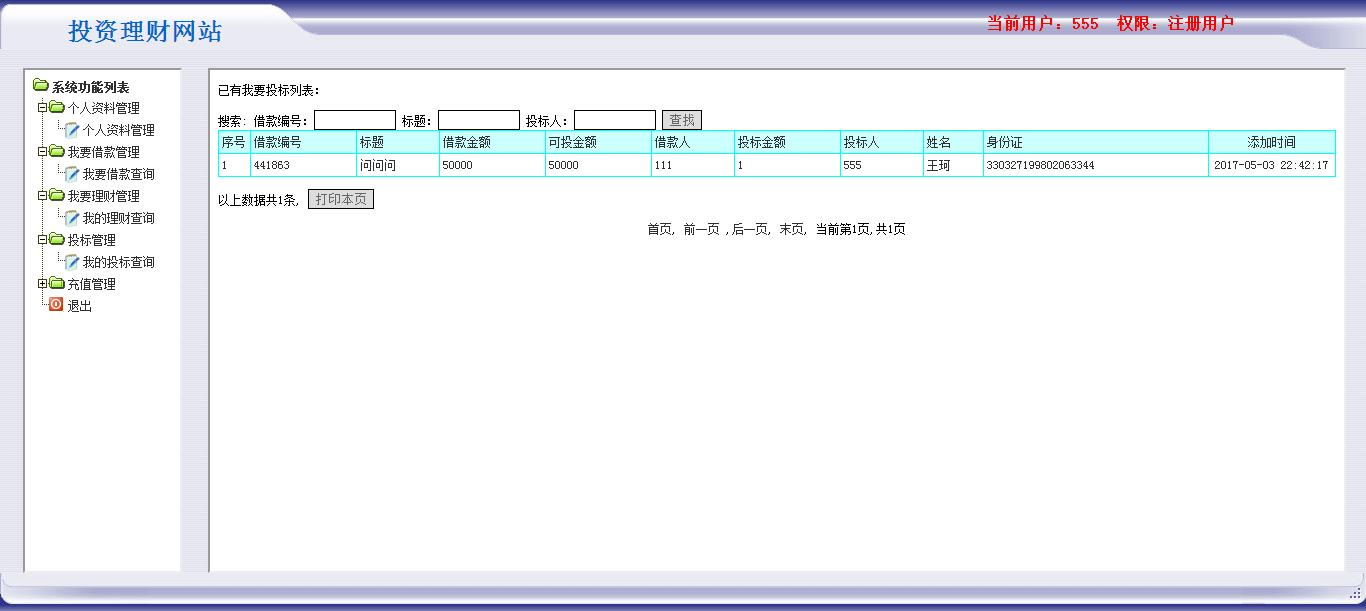 投资理财网站
当前用户：555 权限：注册用户
系统功能列表
个人资料管理
个人资料管理
我要借款管理
我要借款查询
我要理财管理
我的理财查询
投标管理
我的投标查询
充值管理
退出
已有我要投标列表：
搜索: 借款编号： 标题： 投标人： 查找
序号 借款编号 标题 借款金额 可投金额 借款人 投标金额 投标人 姓名 身份证 添加时间
1 441863 问问问 50000 50000 111 1 555 王珂 330327199802063344 2017-05-03 22:42:17
以上数据共1条, 打印本页
首页, 前一页 ,后一页, 末页, 当前第1页,共1页